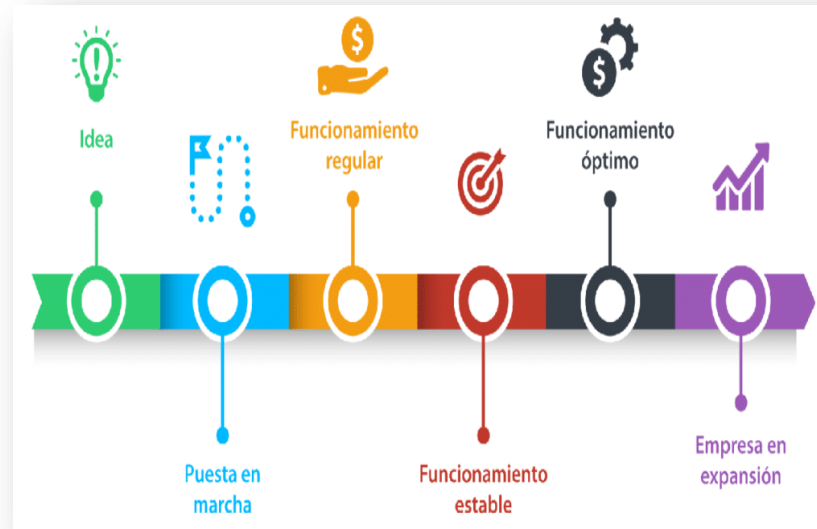 Idea
Puesta en
marcha
Funcionamiento
regular
Funcionamiento
estable
Funcionamiento
óptimo
Empresa en
expansión